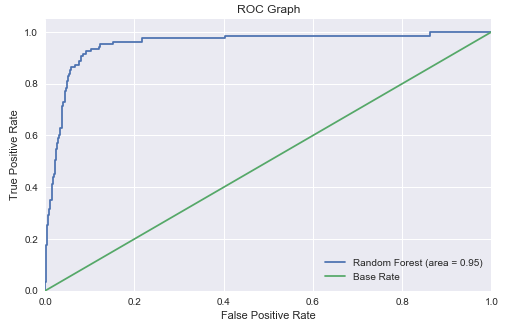 ROC Graph
True Positive Rate
1.0
0.8
0.6
0.4
0.2
0.0
Random Forest (area = 0.95)
Base Rate
0.0 0.2 0.4 0.6 0.8 1.0
False Positive Rate